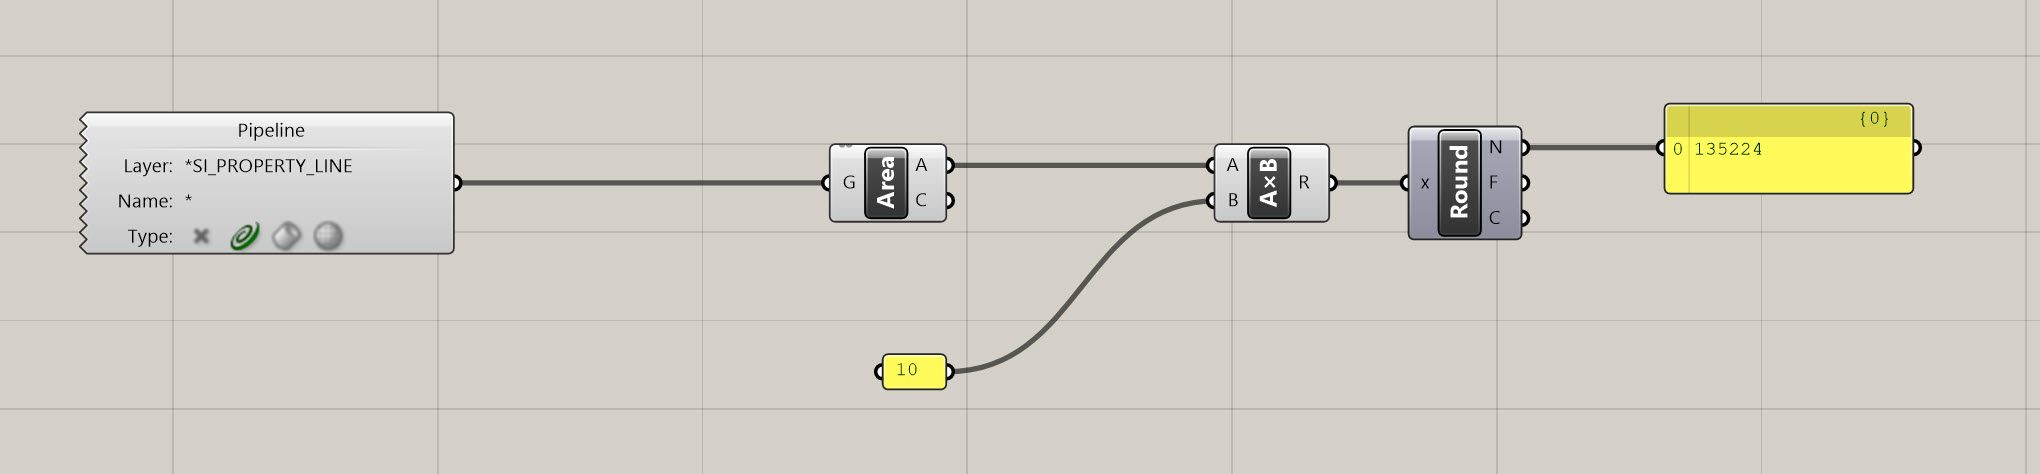 Pipeline
Layer: *SI_PROPERTY_LINE
Name: *
Type:
G Area A C
A B A×B R
x Round N F C
{0}
0 135224
10